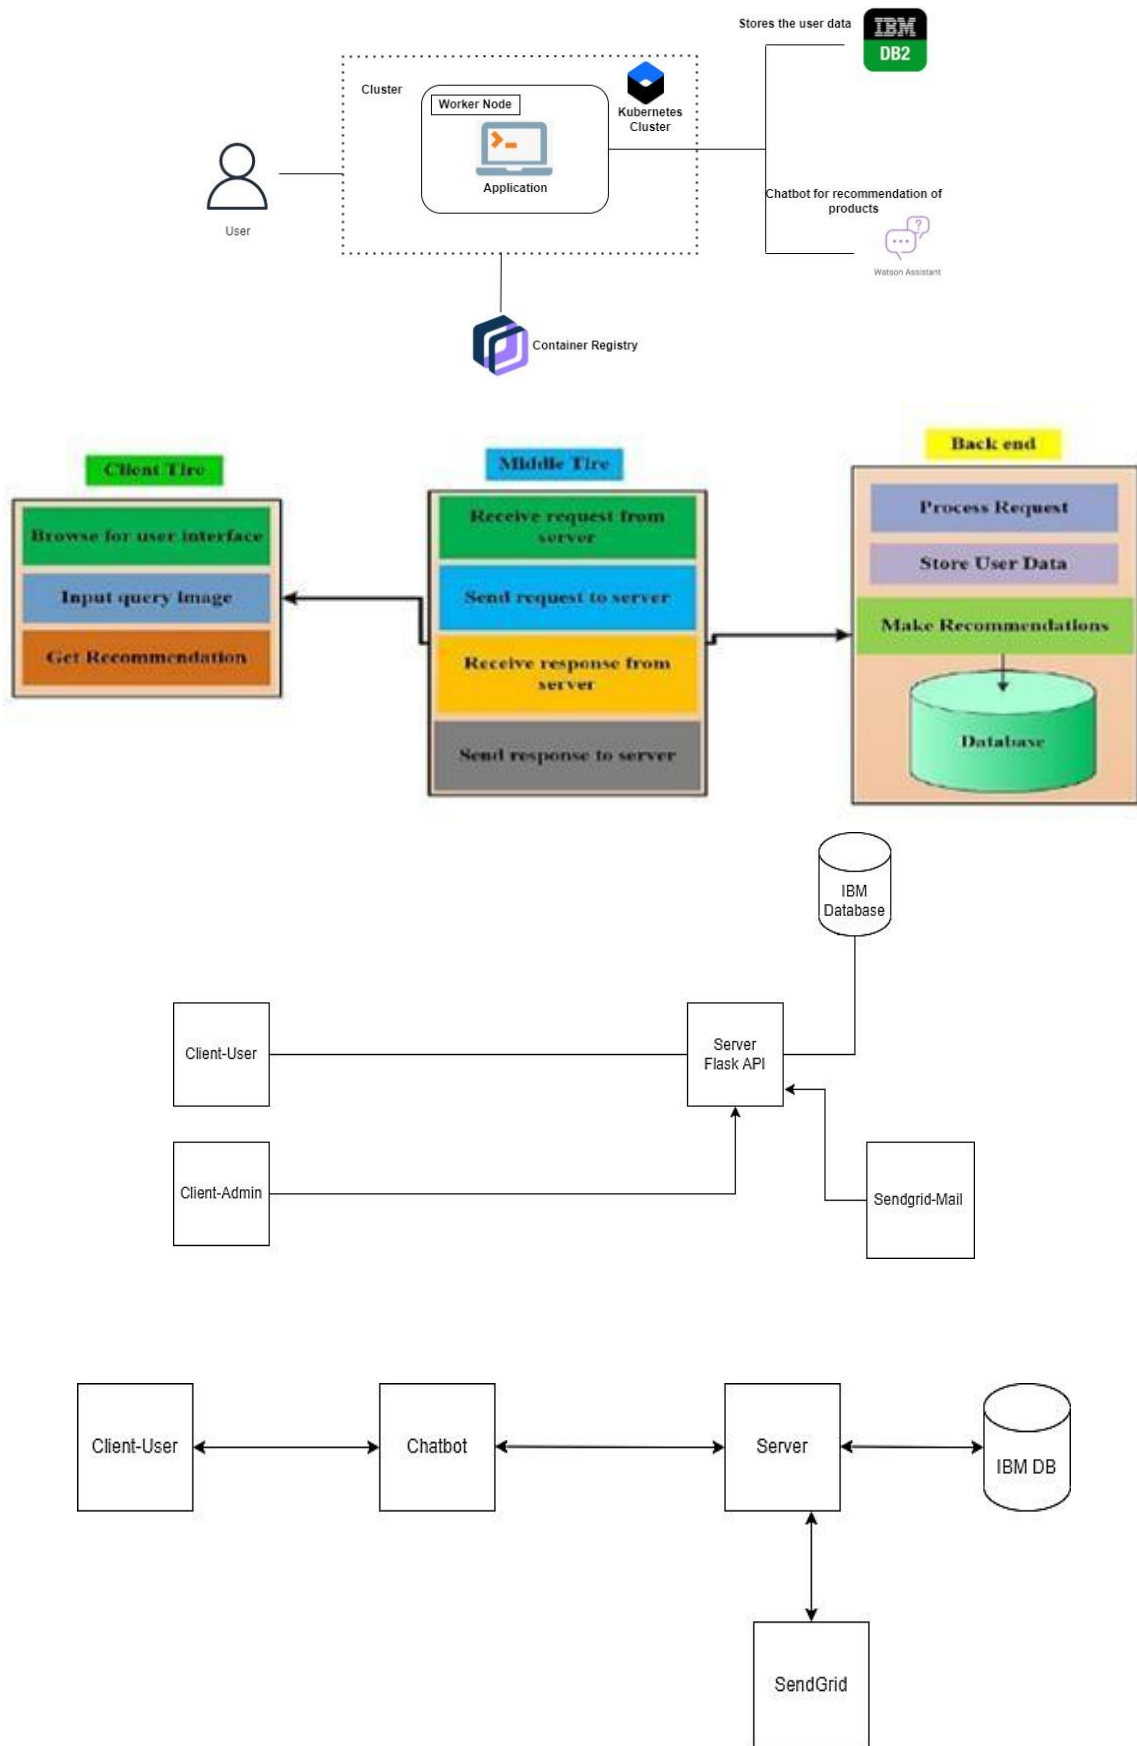 Stores the user data
IBM
DB2
Cluster
Worker Node
Kubernetes
Cluster
Application
User
Chatbot for recommendation of
products
Watson Assistant
Container Registry
Client Tire
Middle Tire
Back end
Browse for user interface
Input query Image
Get Recommendation
Receive request from
server
Send request to server
Receive response from
server
Send response to server
Process Request
Store User Data
Make Recommendations
Database
IBM
Database
Client-User
Server
Flask API
Client-Admin
Sendgrid-Mail
Client-User
Chatbot
Server
IBM DB
SendGrid